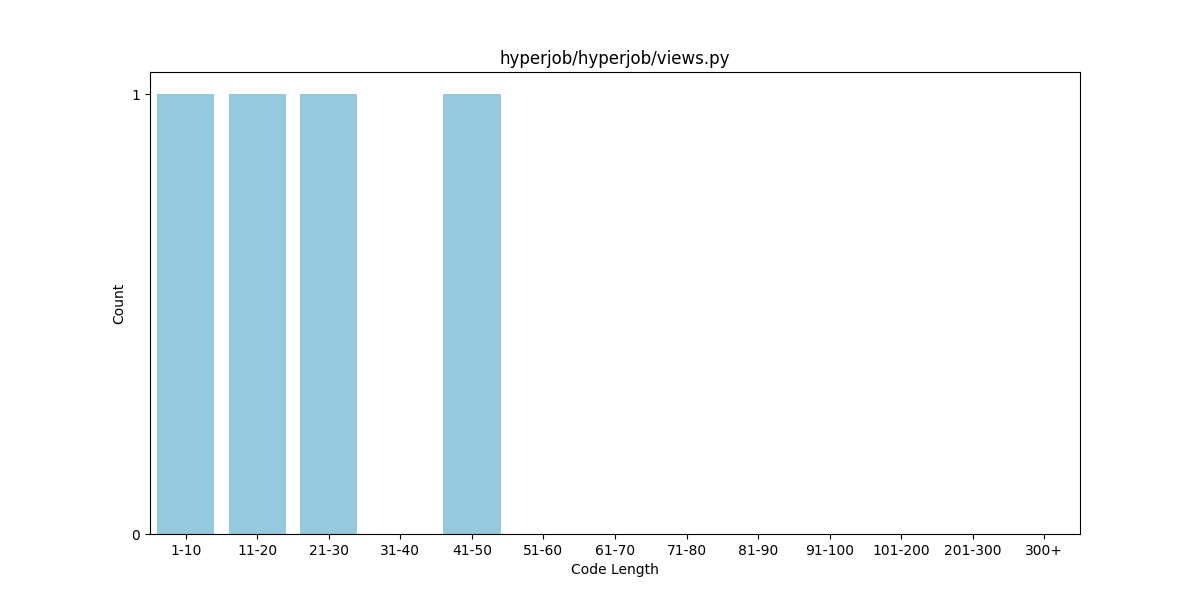 hyperjob/hyperjob/views.py
1
0
Count
1-10 11-20 21-30 31-40 41-50 51-60 61-70 71-80 81-90 91-100 101-200 201-300 300+
Code Length